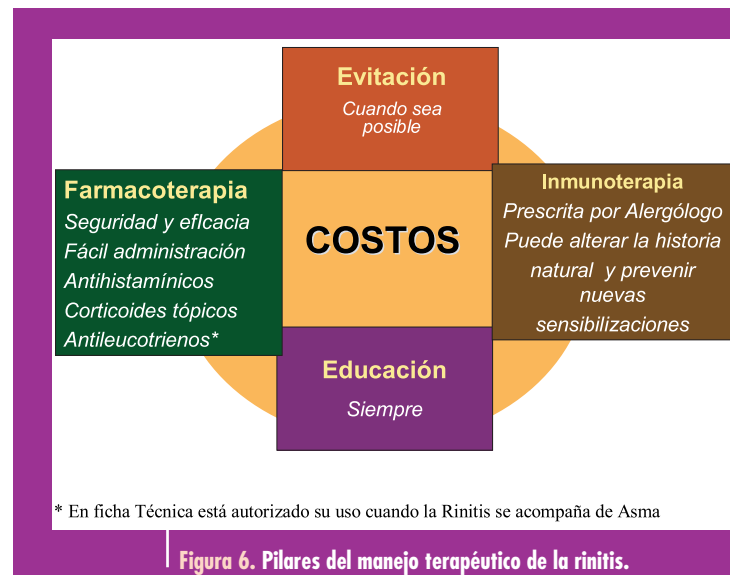 Evitación
Cuando sea
posible
Farmacoterapia
Seguridad y eflcacia
Fácil administración
Antihistamínicos
Corticoides tópicos
Antileucotrienos*
COSTOS
Inmunoterapia
Prescrita por Alergólogo
Puede alterar la historia
natural y prevenir
nuevas
sensibilizaciones
Educación
Siempre
* En ficha Técnica está autorizado su uso cuando la Rinitis se acompaña de Asma
Figura 6. Pilares del manejo terapéutico de la rinitis.